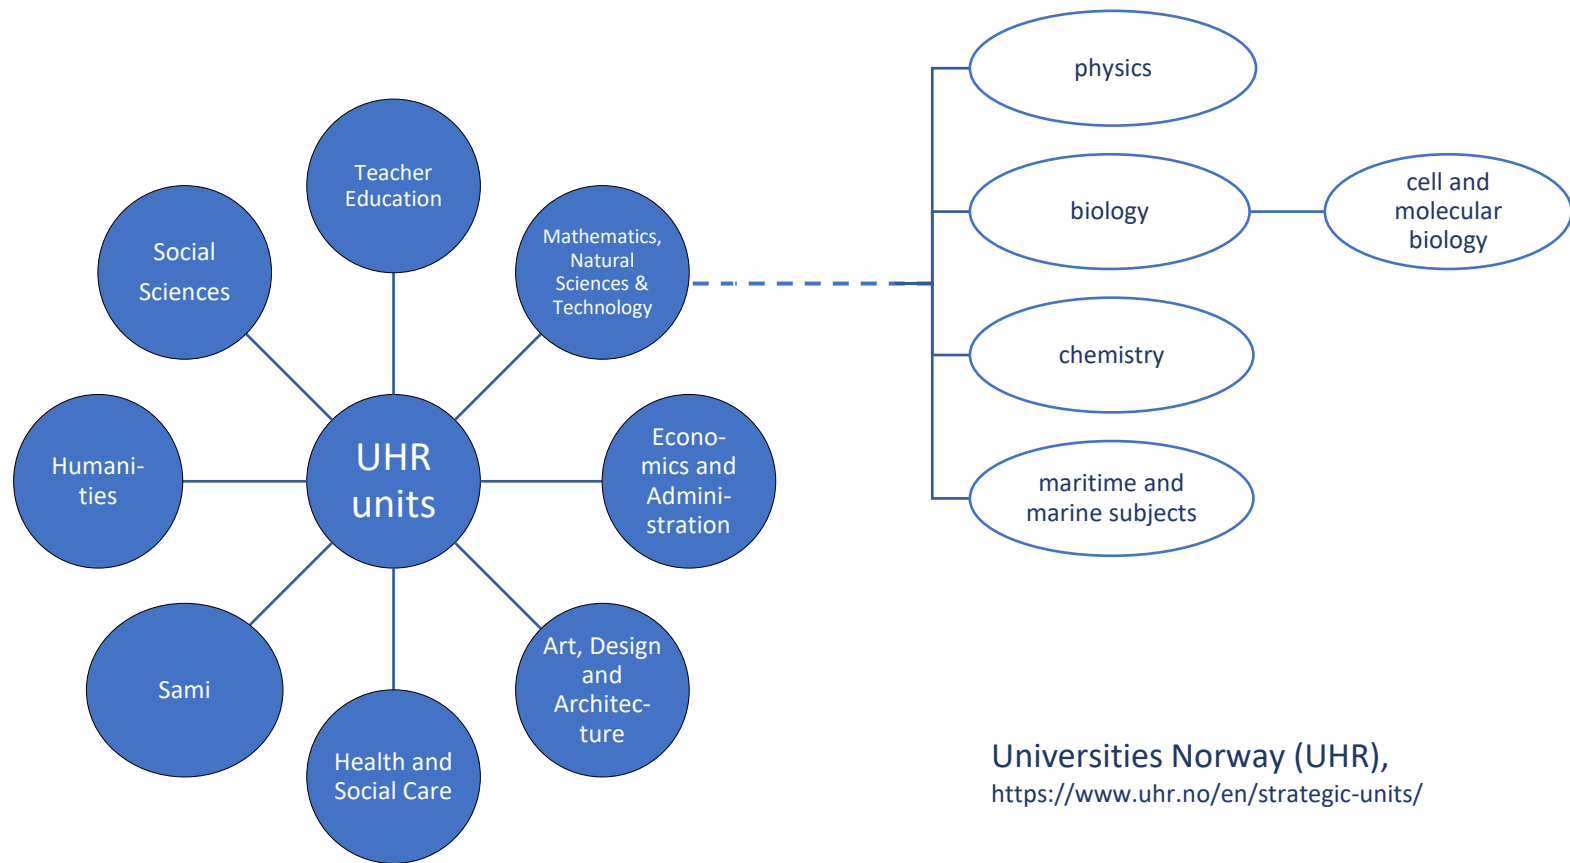 Teacher
Education
Mathematics,
Natural
Sciences &
Technology
Econo-
mics and
Admini-
stration
Art, Design
and
Architec-
ture
Health and
Social Care
Sami
Humani-
ties
Social
Sciences
UHR
units
physics
biology
cell and
molecular
biology
chemistry
maritime and
marine subjects
Universities Norway (UHR),
https://www.uhr.no/en/strategic-units/